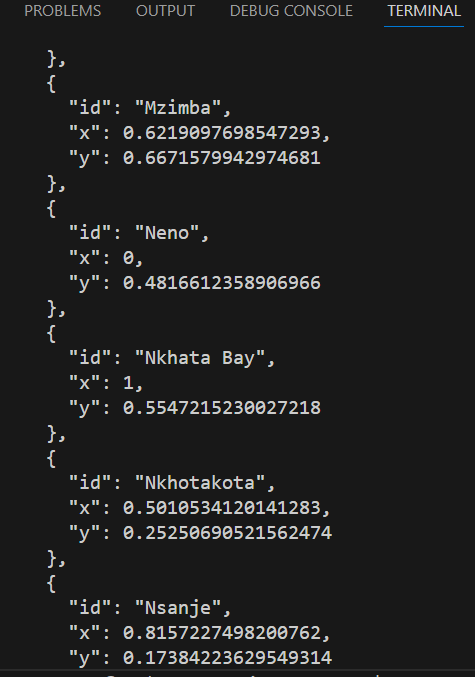 PROBLEMS OUTPUT DEBUG CONSOLE TERMINAL
},
{
"id": "Mzimba",
"x": 0.6219097698547293,
"y": 0.6671579942974681
},
{
"id": "Neno",
"x": 0,
"y": 0.4816612358906966
},
{
"id": "Nkhata Bay",
"x": 1,
"y": 0.5547215230027218
},
{
"id": "Nkhotakota",
"x": 0.5010534120141283,
"y": 0.25250690521562474
},
{
"id": "Nsanje",
"x": 0.8157227498200762,
"y": 0.17384223629549314